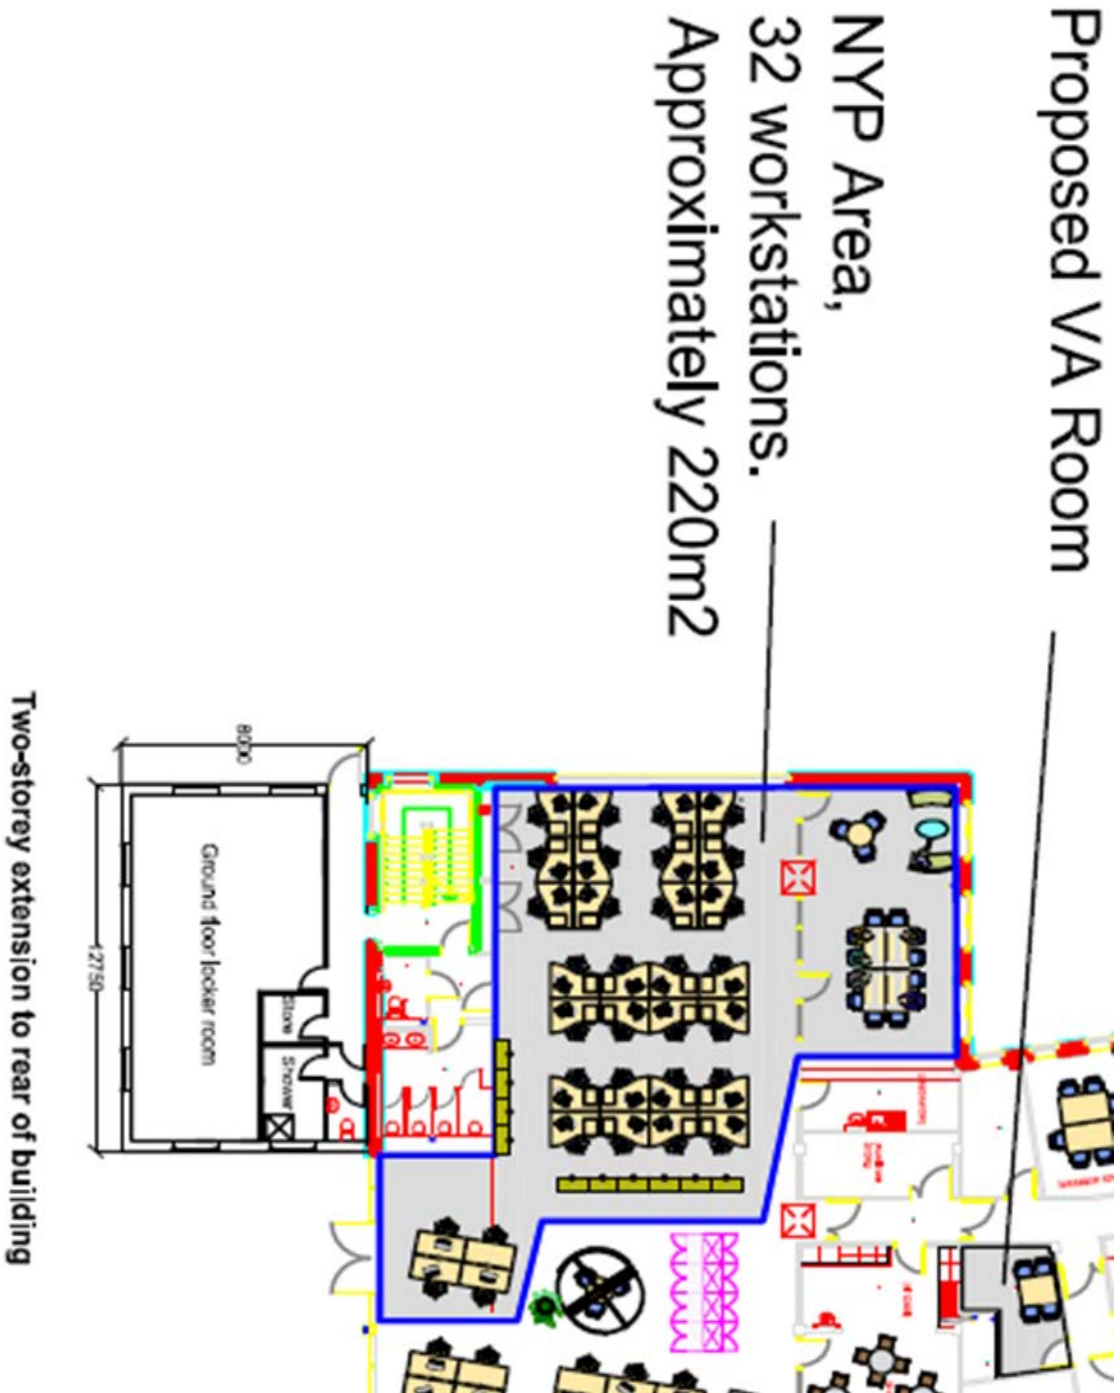 Proposed VA Room
NYP Area,
32 workstations.
Approximately 220m2
8000
12750
Ground floor locker room
Store
Shower
Two-storey extension to rear of building